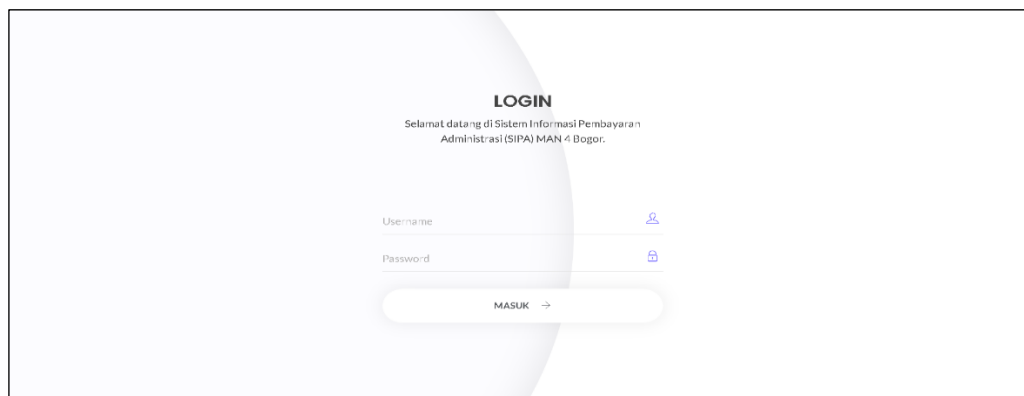 LOGIN
Selamat datang di Sistem Informasi Pembayaran
Administrasi (SIPA) MAN 4 Bogor.
Username
Password
MASUK →